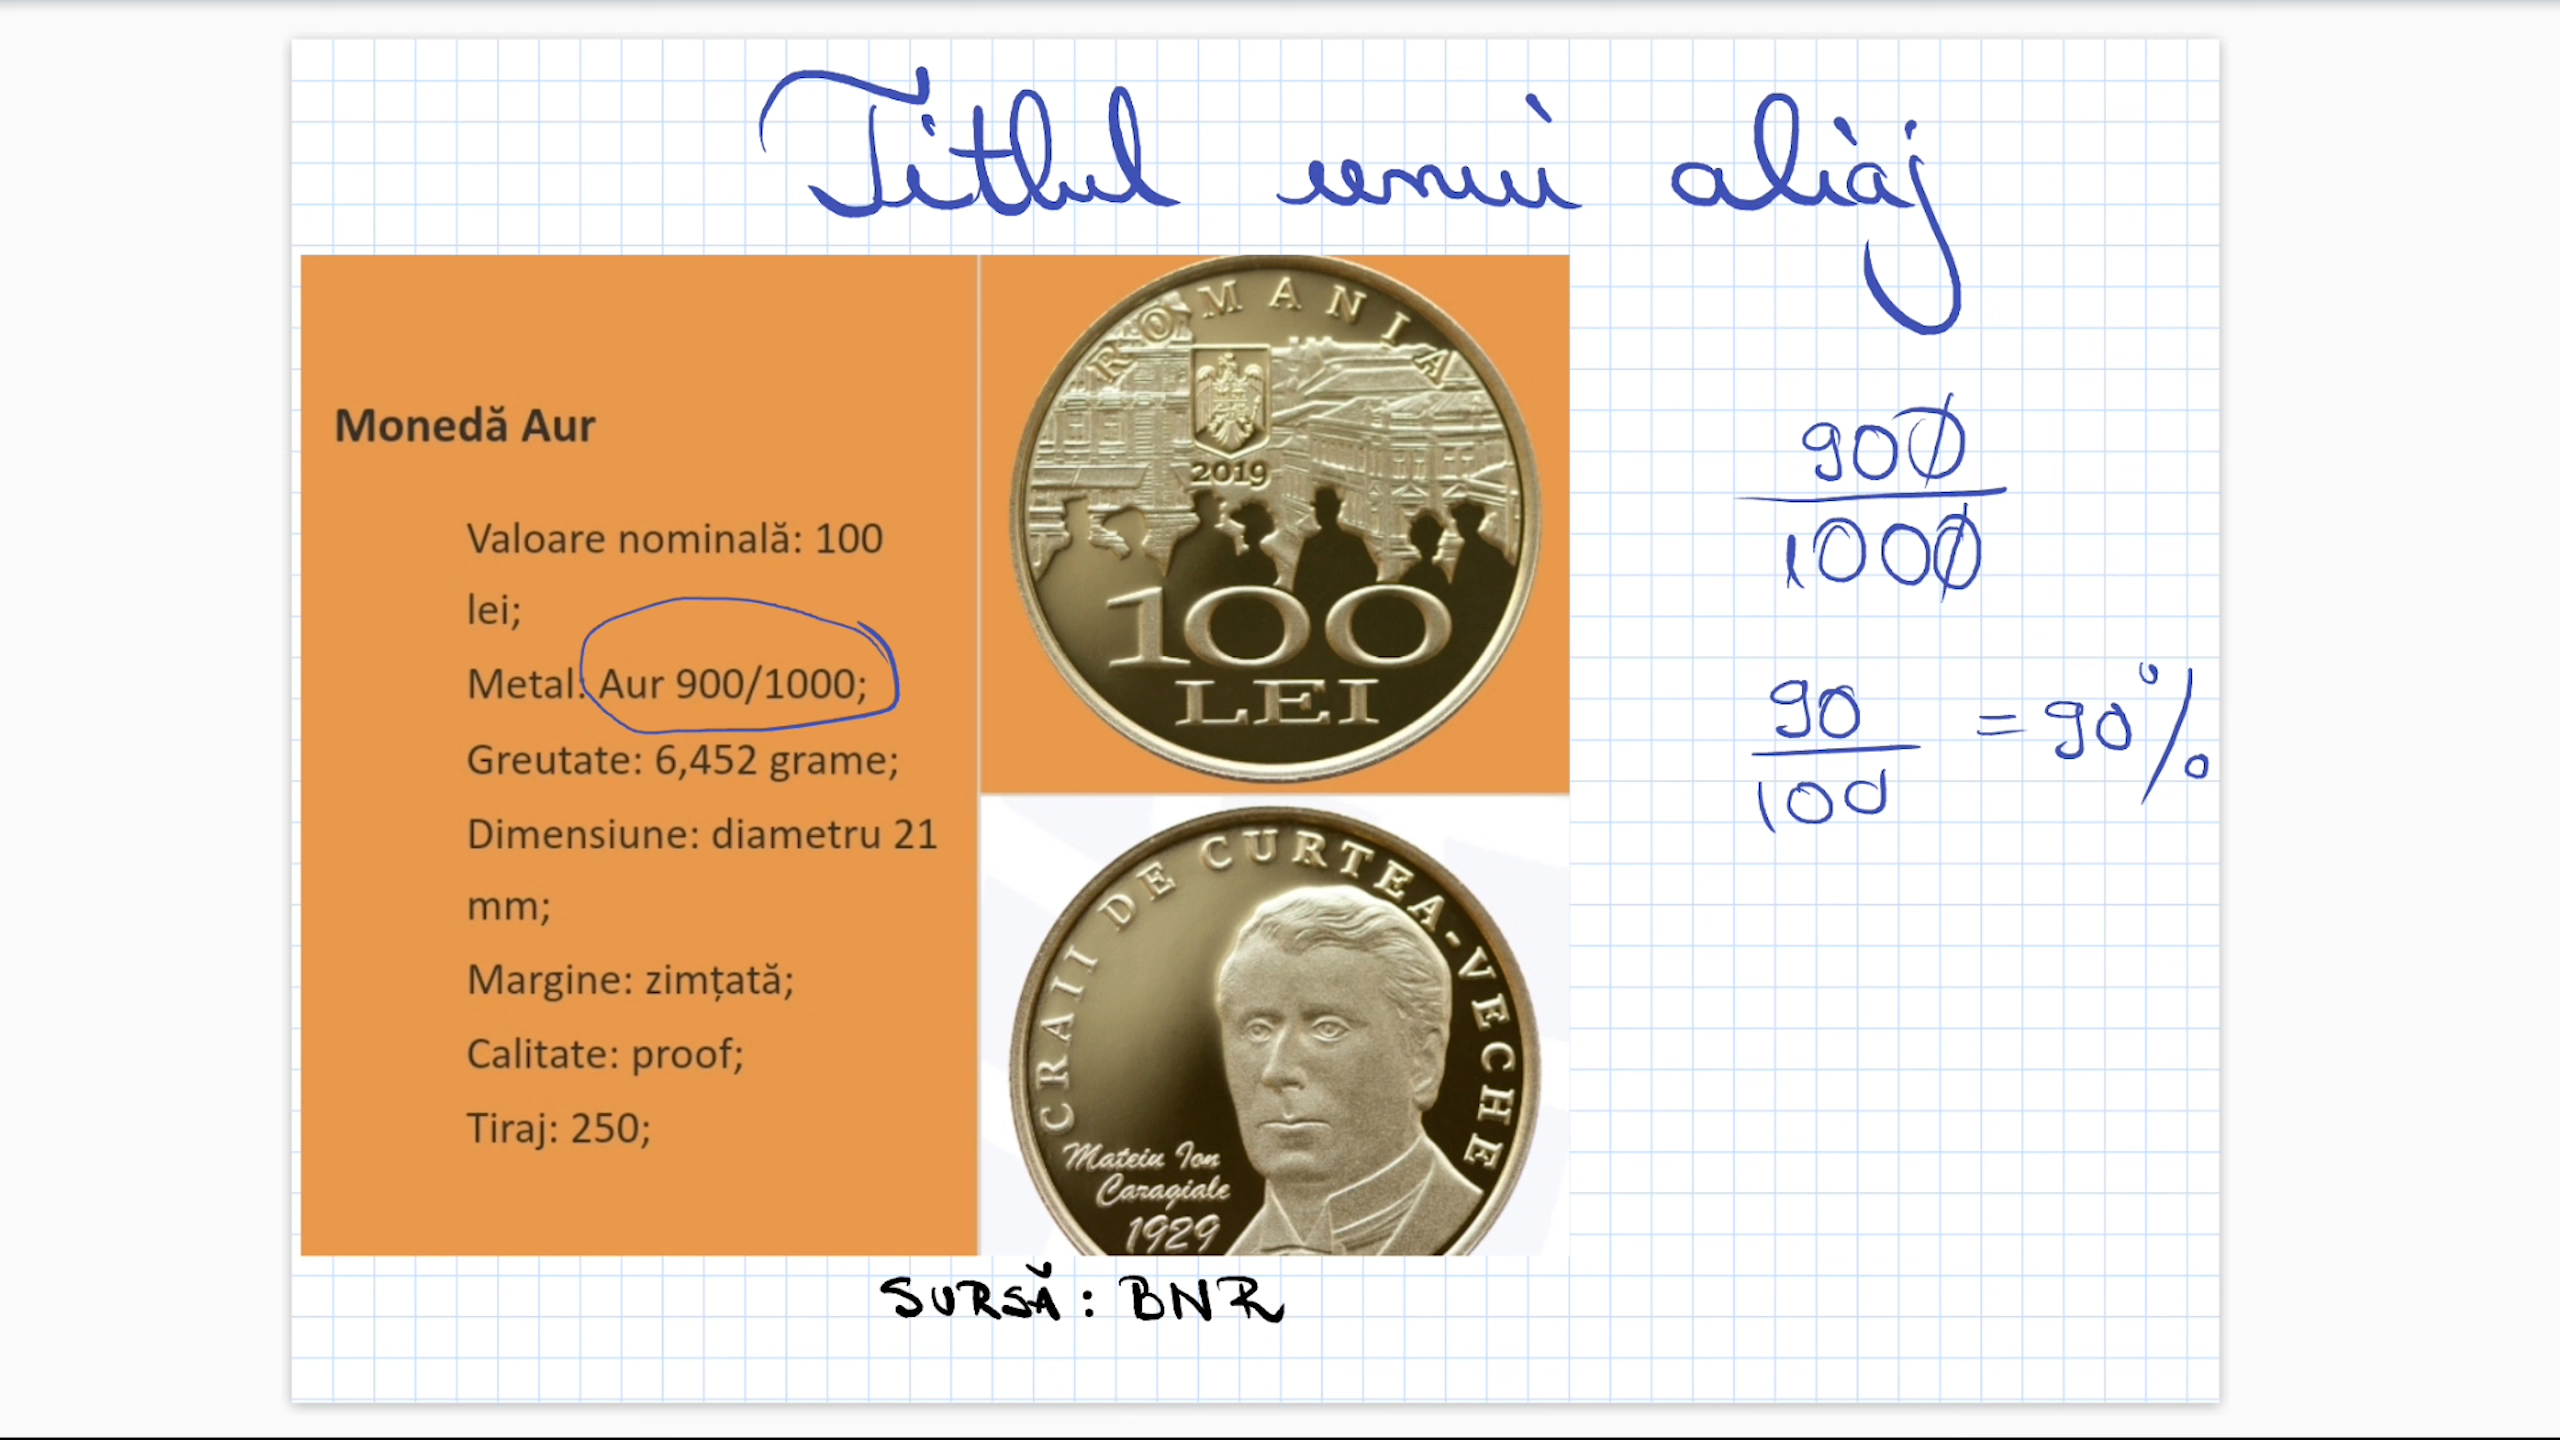 Titlul unui aliaj
Monedă Aur
Valoare nominală: 100
lei;
Metal: Aur 900/1000;
Greutate: 6,452 grame;
Dimensiune: diametru 21
mm;
Margine: zimțată;
Calitate: proof;
Tiraj: 250;
ROMANIA
2019
100
LEI
CRAII DE CURTEA-VECHE
Mateiu Ion
Caragiale
1929
900
1000
90
100
= 90%
SURSĂ: BNR